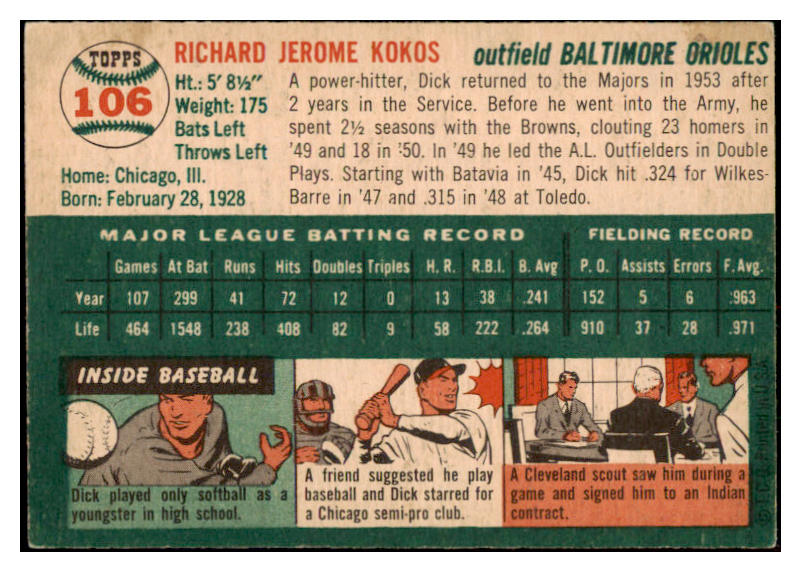 TOPPS
106
RICHARD JEROME KOKOS
outfield BALTIMORE ORIOLES
Ht.: 5' 8½"
Weight: 175
Bats Left
Throws Left
Home: Chicago, Ill.
Born: February 28, 1928
A power-hitter, Dick returned to the Majors in 1953 after
2 years in the Service. Before he went into the Army, he
spent 2½ seasons with the Browns, clouting 23 homers in
'49 and 18 in '50. In '49 he led the A.L. Outfielders in Double
Plays. Starting with Batavia in '45, Dick hit .324 for Wilkes-
Barre in '47 and .315 in '48 at Toledo.
MAJOR LEAGUE BATTING RECORD FIELDING RECORD
Games At Bat Runs Hits Doubles Triples H. R. R.B.I. B. Avg P. O. Assists Errors F. Avg.
Year 107 299 41 72 12 0 13 38 .241 152 5 6 .963
Life 464 1548 238 408 82 9 58 222 .264 910 37 28 .971
INSIDE BASEBALL
Dick played only softball as a
youngster in high school.
A friend suggested he play
baseball and Dick starred for
a Chicago semi-pro club.
A Cleveland scout saw him during a
game and signed him to an Indian
contract.
© T.C.G. Printed in U.S.A.